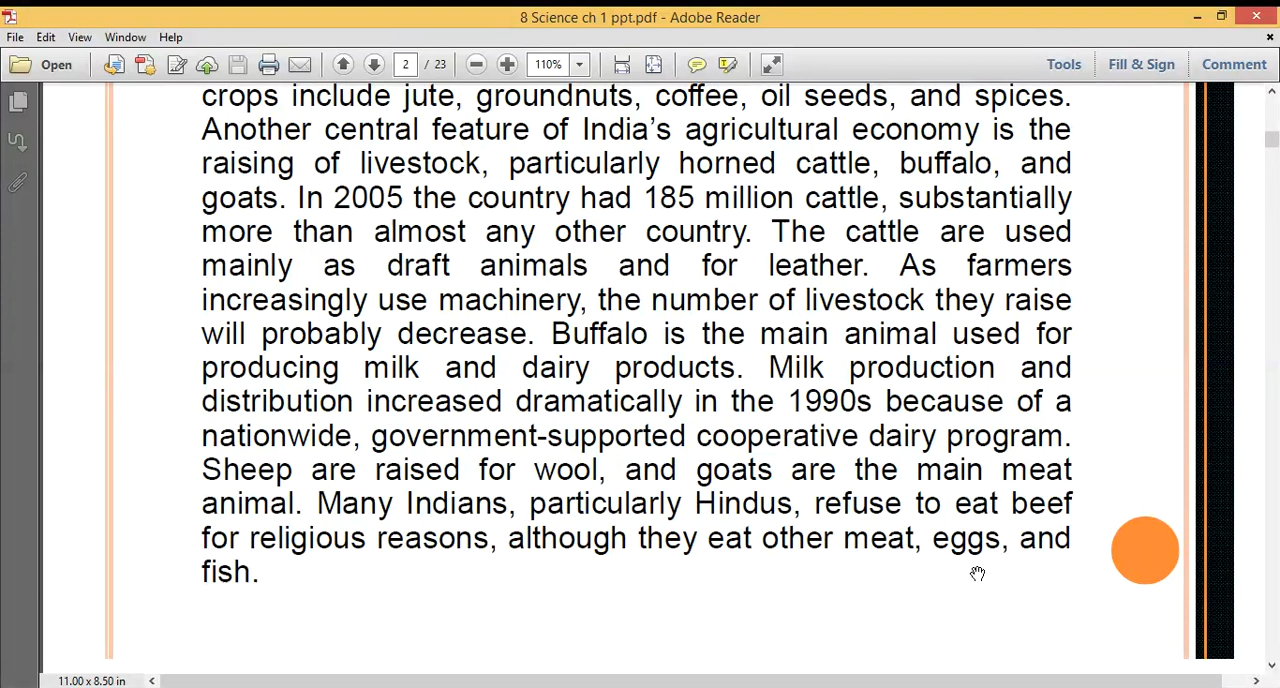 8 Science ch 1 ppt.pdf - Adobe Reader
File Edit View Window Help
Open 2 / 23 110% Tools Fill & Sign Comment
crops include jute, groundnuts, coffee, oil seeds, and spices.
Another central feature of India's agricultural economy is the
raising of livestock, particularly horned cattle, buffalo, and
goats. In 2005 the country had 185 million cattle, substantially
more than almost any other country. The cattle are used
mainly as draft animals and for leather. As farmers
increasingly use machinery, the number of livestock they raise
will probably decrease. Buffalo is the main animal used for
producing milk and dairy products. Milk production and
distribution increased dramatically in the 1990s because of a
nationwide, government-supported cooperative dairy program.
Sheep are raised for wool, and goats are the main meat
animal. Many Indians, particularly Hindus, refuse to eat beef
for religious reasons, although they eat other meat, eggs, and
fish.
11.00 x 8.50 in